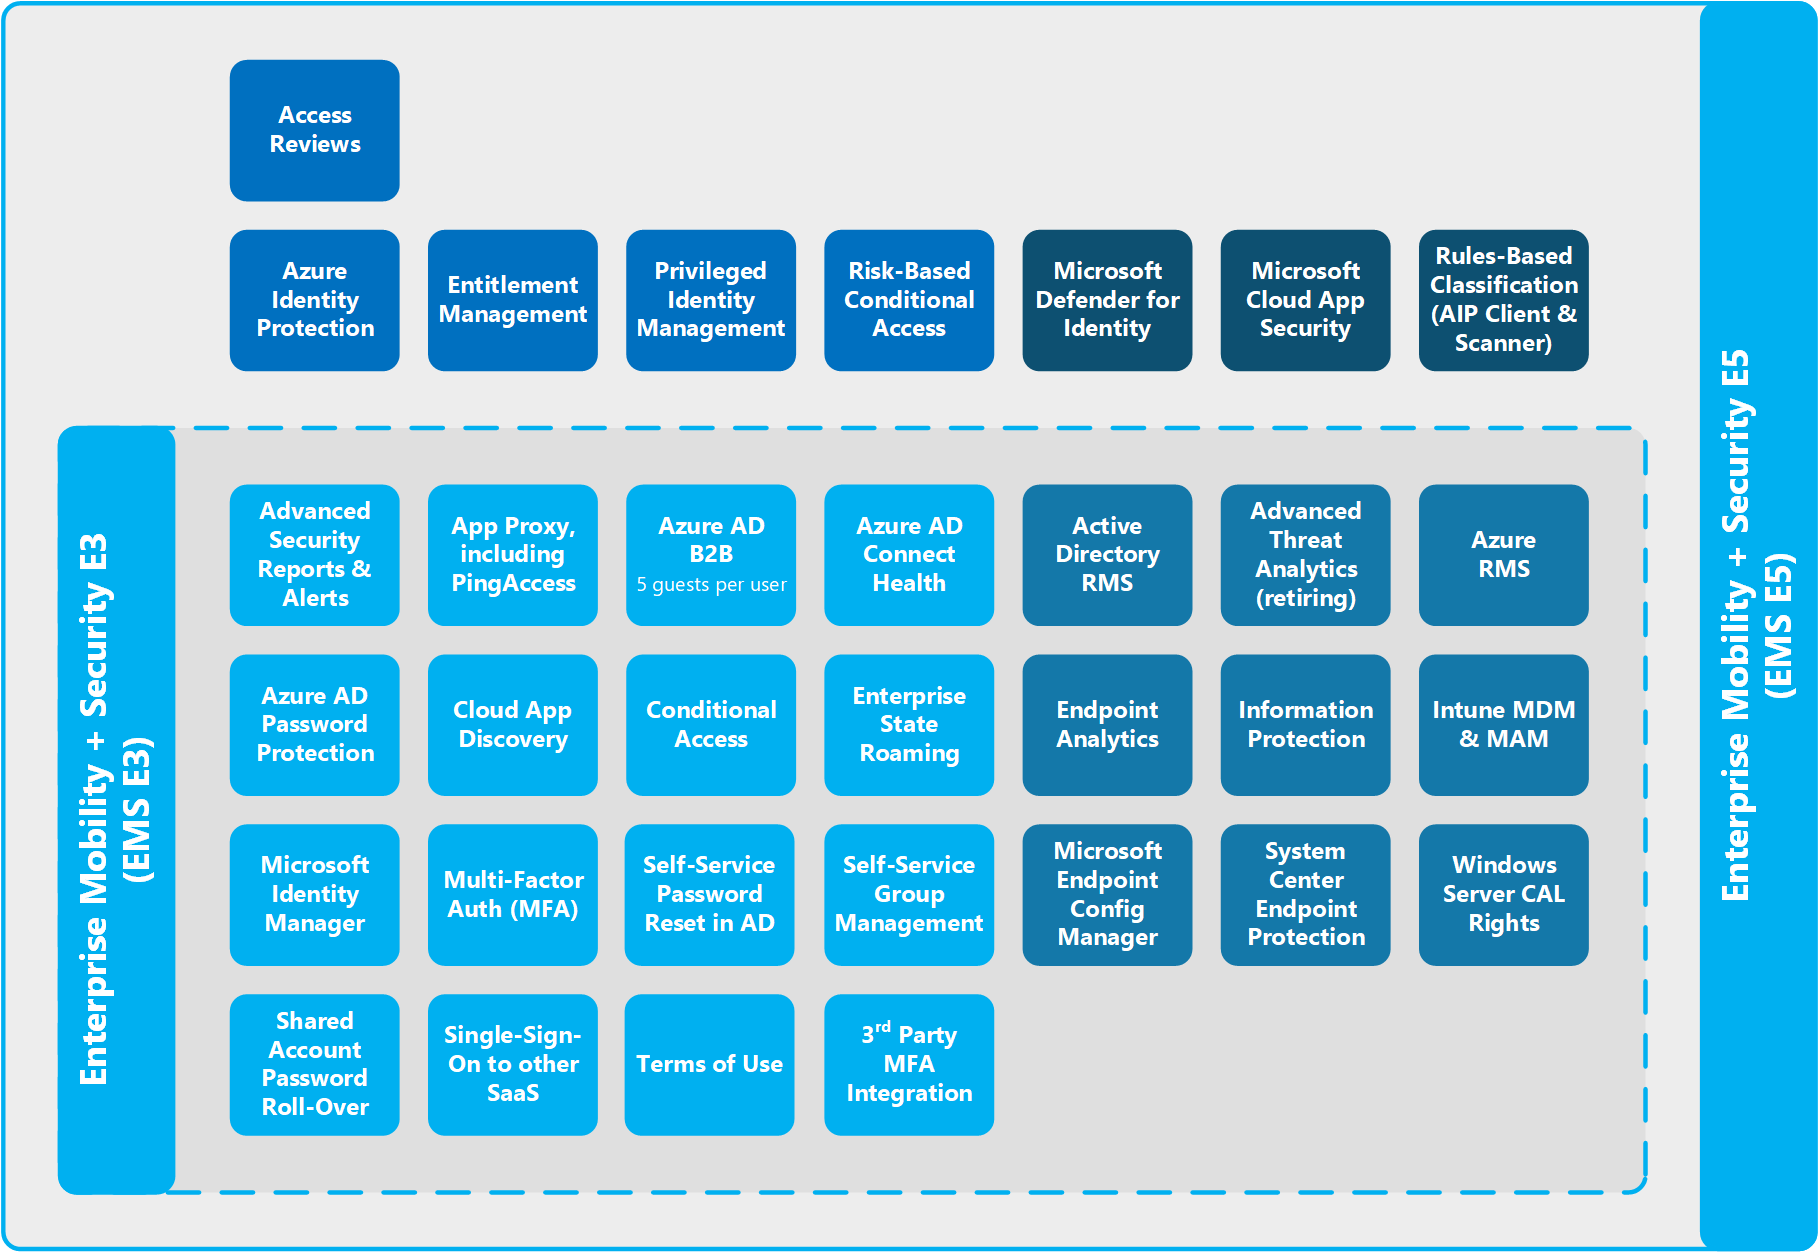 Access
Reviews
Azure
Identity
Protection
Entitlement
Management
Privileged
Identity
Management
Risk-Based
Conditional
Access
Microsoft
Defender for
Identity
Microsoft
Cloud App
Security
Rules-Based
Classification
(AIP Client &
Scanner)
Enterprise Mobility + Security E3
(EMS E3)
Advanced
Security
Reports &
Alerts
App Proxy,
including
PingAccess
Azure AD
B2B
5 guests per user
Azure AD
Connect
Health
Active
Directory
RMS
Advanced
Threat
Analytics
(retiring)
Azure
RMS
Azure AD
Password
Protection
Cloud App
Discovery
Conditional
Access
Enterprise
State
Roaming
Endpoint
Analytics
Information
Protection
Intune MDM
& MAM
Microsoft
Identity
Manager
Multi-Factor
Auth (MFA)
Self-Service
Password
Reset in AD
Self-Service
Group
Management
Microsoft
Endpoint
Config
Manager
System
Center
Endpoint
Protection
Windows
Server CAL
Rights
Shared
Account
Password
Roll-Over
Single-Sign-
On to other
SaaS
Terms of Use
3rd Party
MFA
Integration
Enterprise Mobility + Security E5
(EMS E5)